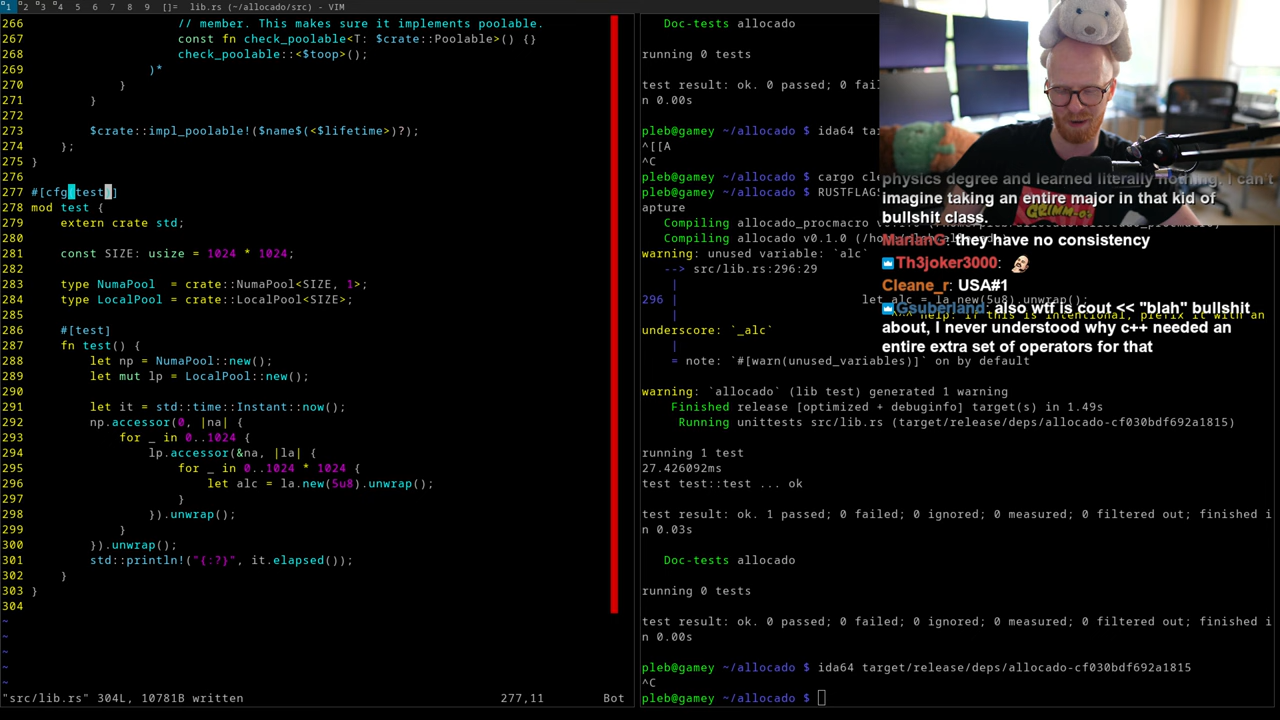 1 2 3 4 5 6 7 8 9 []= lib.rs (~/allocado/src) - VIM
266 // member. This makes sure it implements poolable.
267 const fn check_poolable<T: $crate::Poolable>() {}
268 check_poolable::<$toop>();
269 )*
270 }
271 }
272
273 $crate::impl_poolable!($name$(<$lifetime>)?);
274 };
275 }
276
277 #[cfg(test)]
278 mod test {
279 extern crate std;
280
281 const SIZE: usize = 1024 * 1024;
282
283 type NumaPool  = crate::NumaPool<SIZE, 1>;
284 type LocalPool = crate::LocalPool<SIZE>;
285
286 #[test]
287 fn test() {
288 let np = NumaPool::new();
289 let mut lp = LocalPool::new();
290
291 let it = std::time::Instant::now();
292 np.accessor(0, |na| {
293 for _ in 0..1024 {
294 lp.accessor(&na, |la| {
295 for _ in 0..1024 * 1024 {
296 let alc = la.new(5u8).unwrap();
297 }
298 }).unwrap();
299 }
300 }).unwrap();
301 std::println!("{:?}", it.elapsed());
302 }
303 }
304
~
~
~
~
~
"src/lib.rs" 304L, 10781B written 277,11 Bot
Doc-tests allocado
running 0 tests
test result: ok. 0 passed; 0 fai
n 0.00s
pleb@gamey ~/allocado $ ida64 ta
^[[A
^C
pleb@gamey ~/allocado $ cargo cle
pleb@gamey ~/allocado $ RUSTFLAGS
apture
Compiling allocado_procmacro
Compiling allocado v0.1.0
warning: unused variable: `alc`
--> src/lib.rs:296:29
|
296 | let alc = la.new(5u8).unwrap();
| help: if this is intentional, prefix it with an
underscore: `_alc`
|
= note: `#[warn(unused_variables)]` on by default
warning: `allocado` (lib test) generated 1 warning
Finished release [optimized + debuginfo] target(s) in 1.49s
Running unittests src/lib.rs (target/release/deps/allocado-cf030bdf692a1815)
running 1 test
27.426092ms
test test::test ... ok
test result: ok. 1 passed; 0 failed; 0 ignored; 0 measured; 0 filtered out; finished i
n 0.03s
Doc-tests allocado
running 0 tests
test result: ok. 0 passed; 0 failed; 0 ignored; 0 measured; 0 filtered out; finished i
n 0.00s
pleb@gamey ~/allocado $ ida64 target/release/deps/allocado-cf030bdf692a1815
^C
pleb@gamey ~/allocado $
physics degree and learned literally nothing. I can't
imagine taking an entire major in that kind of
bullshit class.
MarianG: they have no consistency
Th3joker3000:
Cleane_r: USA#1
Gsuberland: also wtf is cout << "blah" bullshit
about, I never understood why c++ needed an
entire extra set of operators for that